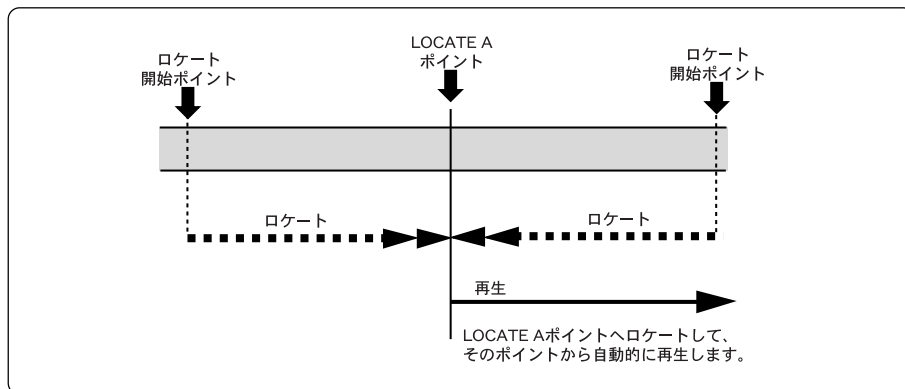 ロケート
開始ポイント
LOCATE A
ポイント
ロケート
開始ポイント
ロケート
ロケート
再生
LOCATE Aポイントへロケートして、
そのポイントから自動的に再生します。